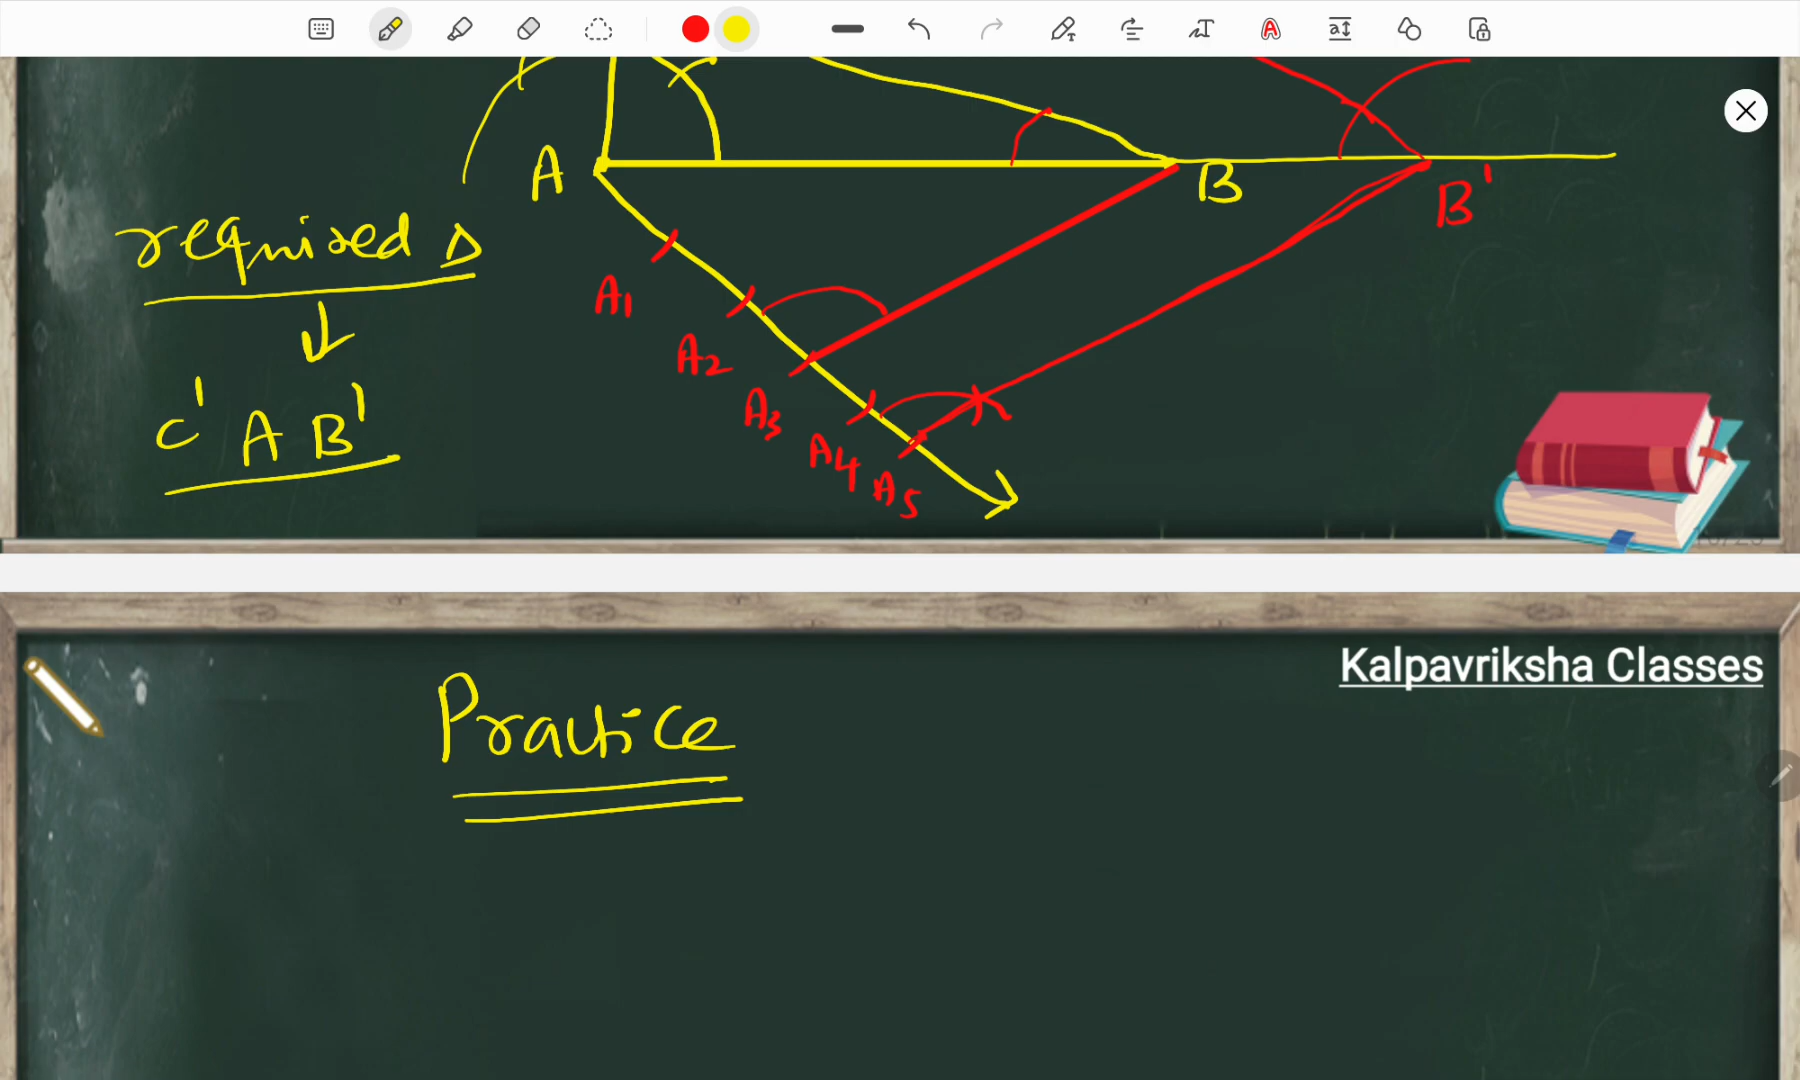 A
B
B'
required Δ
A1
A2
A3
A4
A5
C' A B'
Kalpavriksha Classes
Practice